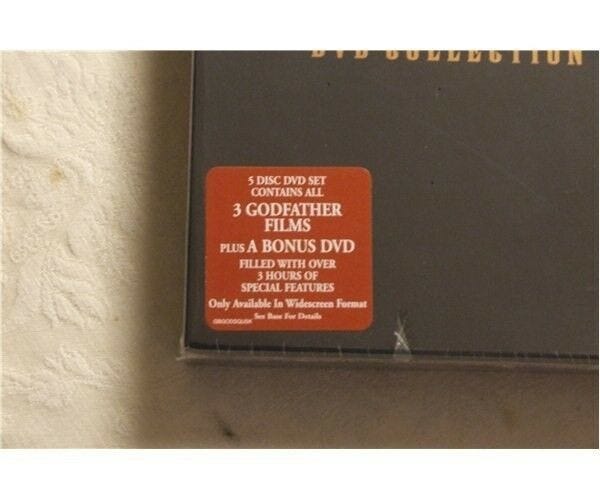 DVD COLLECTION
5 DISC DVD SET
CONTAINS ALL
3 GODFATHER
FILMS
PLUS A BONUS DVD
FILLED WITH OVER
3 HOURS OF
SPECIAL FEATURES
Only Available In Widescreen Format
See Base For Details